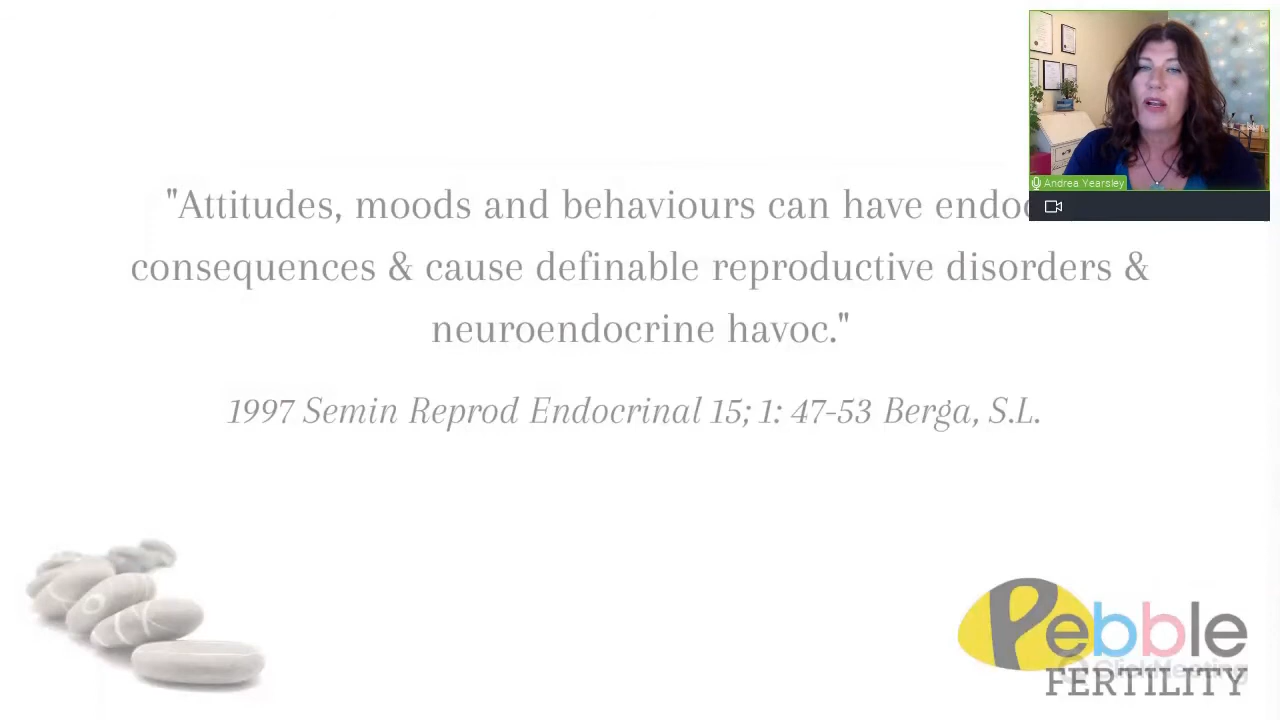 Andrea Yearsley
"Attitudes, moods and behaviours can have
consequences & cause definable reproductive disorders &
neuroendocrine havoc."
1997 Semin Reprod Endocrinal 15; 1: 47-53 Berga, S.L.
Pebble
ClickMeeting
FERTILITY